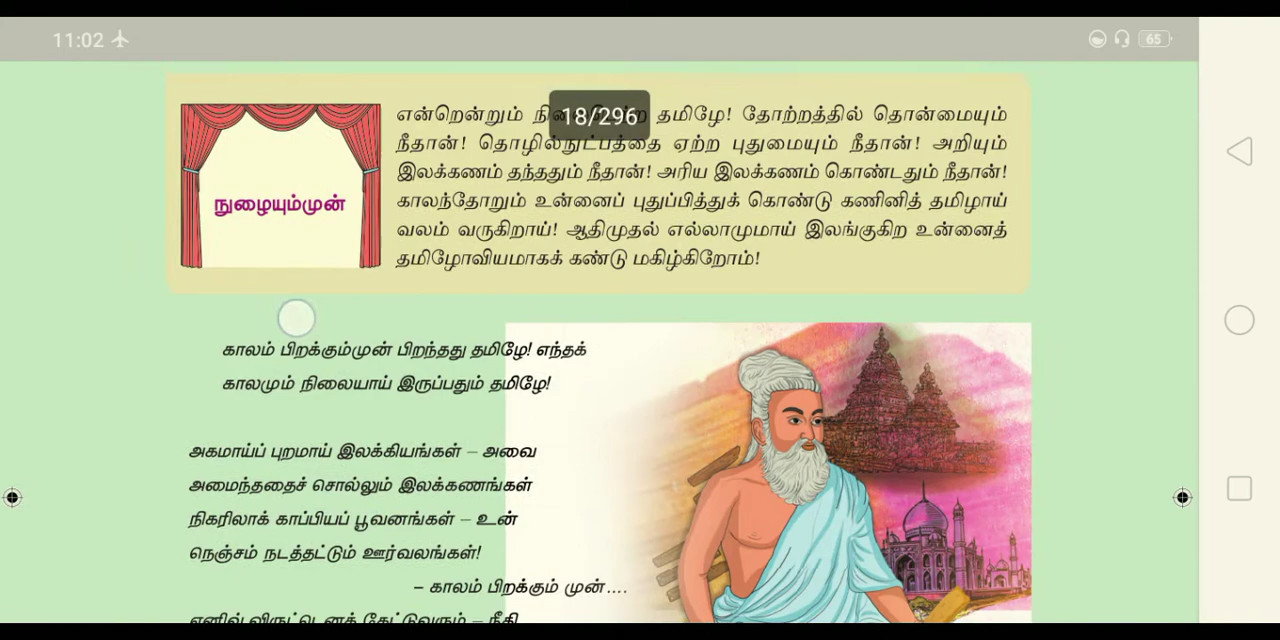 11:02
65
18/296
என்றென்றும் தமிழே! தோற்றத்தில் தொன்மையும்
நீதான்! தொழில்நுட்பத்தை ஏற்ற புதுமையும் நீதான்! அறியும்
இலக்கணம் தந்ததும் நீதான்! அரிய இலக்கணம் கொண்டதும் நீதான்!
காலந்தோறும் உன்னைப் புதுப்பித்துக் கொண்டு கணினித் தமிழாய்
வலம் வருகிறாய்! ஆதிமுதல் எல்லாமுமாய் இலங்குகிற உன்னைத்
தமிழோவியமாகக் கண்டு மகிழ்கிறோம்!
நுழையும்முன்
காலம் பிறக்கும்முன் பிறந்தது தமிழே! எந்தக்
காலமும் நிலையாய் இருப்பதும் தமிழே!
அகமாய்ப் புறமாய் இலக்கியங்கள் – அவை
அமைந்ததைச் சொல்லும் இலக்கணங்கள்
நிகரிலாக் காப்பியப் பூவனங்கள் – உன்
நெஞ்சம் நடத்தட்டும் ஊர்வலங்கள்!
– காலம் பிறக்கும் முன்....